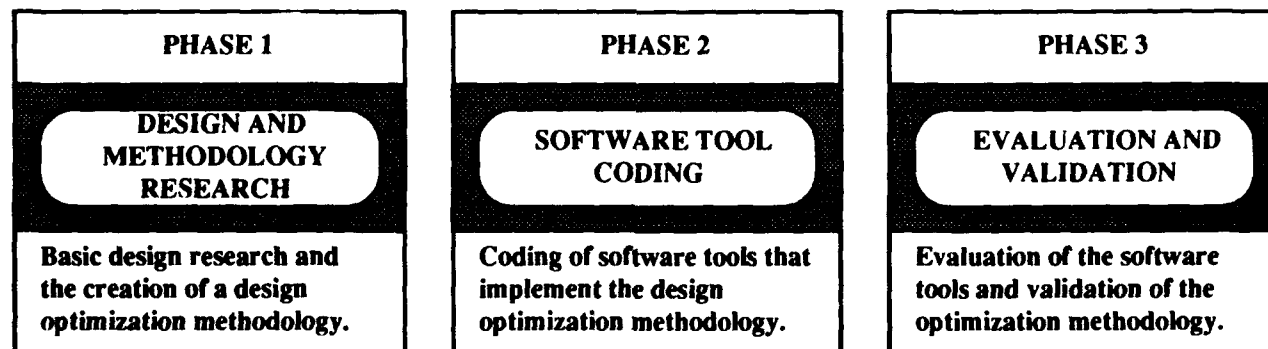 PHASE 1
DESIGN AND
METHODOLOGY
RESEARCH
Basic design research and
the creation of a design
optimization methodology.
PHASE 2
SOFTWARE TOOL
CODING
Coding of software tools that
implement the design
optimization methodology.
PHASE 3
EVALUATION AND
VALIDATION
Evaluation of the software
tools and validation of the
optimization methodology.